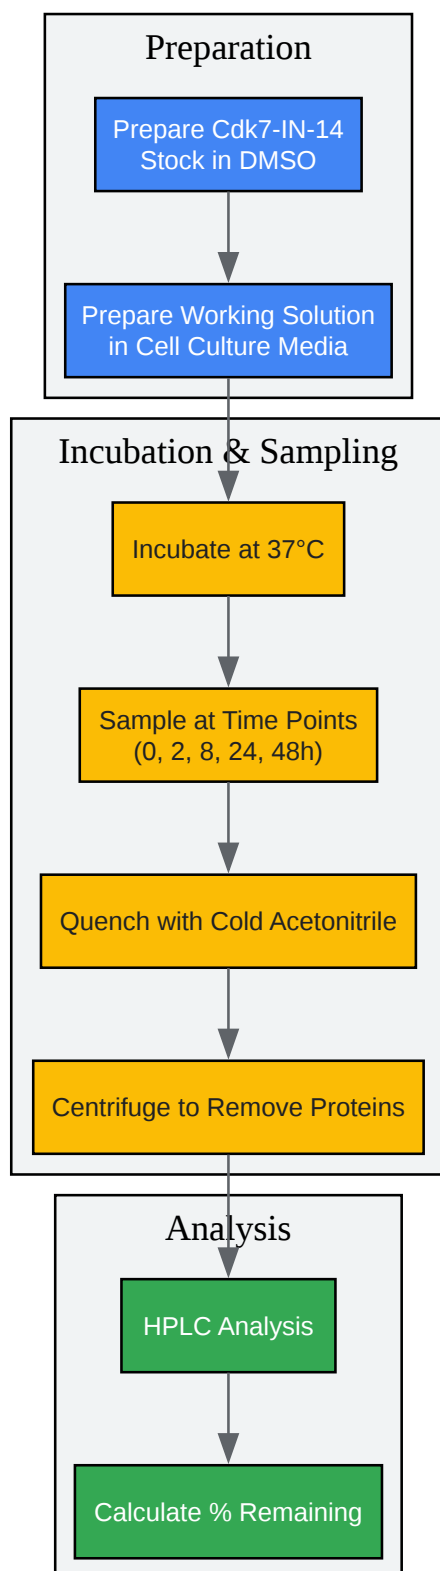 Preparation
Prepare Cdk7-IN-14
Stock in DMSO
Prepare Working Solution
in Cell Culture Media
Incubation & Sampling
Incubate at 37°C
Sample at Time Points
(0, 2, 8, 24, 48h)
Quench with Cold Acetonitrile
Centrifuge to Remove Proteins
Analysis
HPLC Analysis
Calculate % Remaining